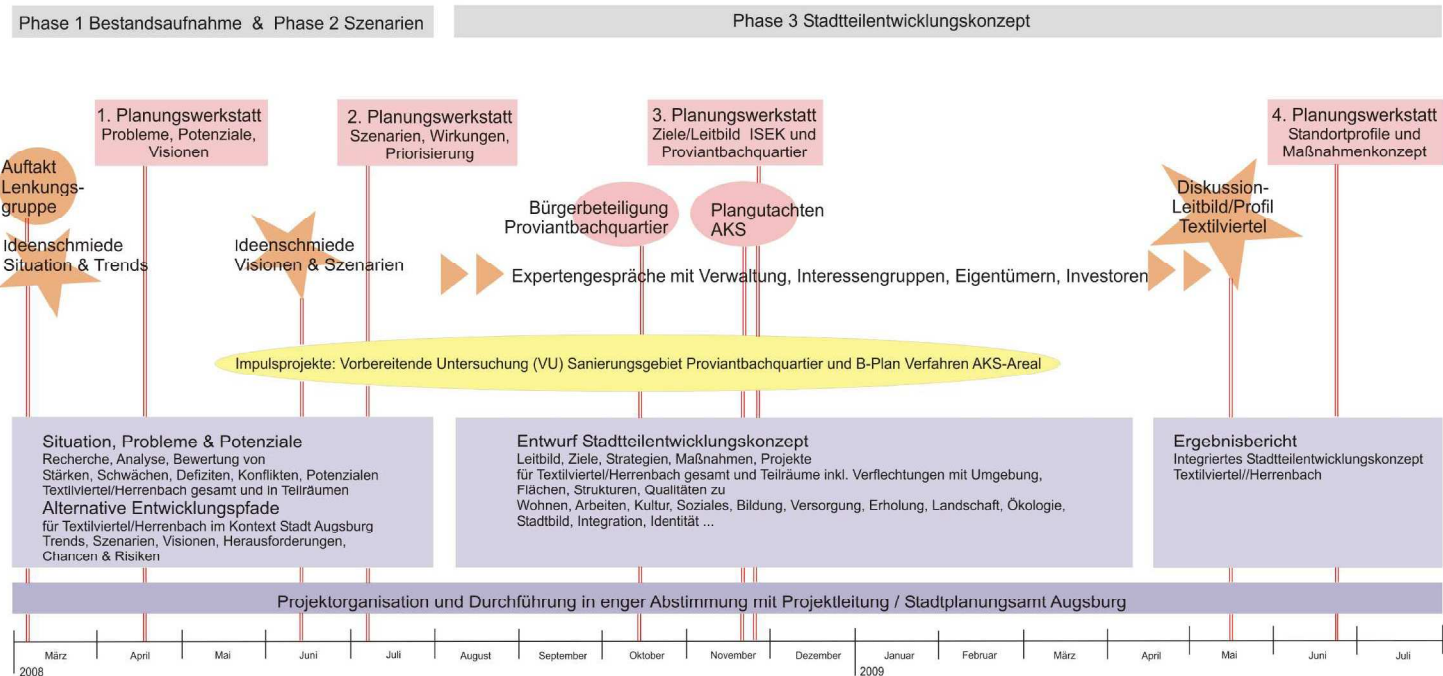 Phase 1 Bestandsaufnahme & Phase 2 Szenarien
Phase 3 Stadtteilentwicklungskonzept
1. Planungswerkstatt
Probleme, Potenziale,
Visionen
2. Planungswerkstatt
Szenarien, Wirkungen,
Priorisierung
3. Planungswerkstatt
Ziele/Leitbild ISEK und
Proviantbachquartier
4. Planungswerkstatt
Standortprofile und
Maßnahmenkonzept
Auftakt
Lenkungs-
gruppe
Ideenschmiede
Situation & Trends
Ideenschmiede
Visionen & Szenarien
Bürgerbeteiligung
Proviantbachquartier
Plangutachten
AKS
Diskussion-
Leitbild/Profil
Textilviertel
Expertengespräche mit Verwaltung, Interessengruppen, Eigentümern, Investoren
Impulsprojekte: Vorbereitende Untersuchung (VU) Sanierungsgebiet Proviantbachquartier und B-Plan Verfahren AKS-Areal
Situation, Probleme & Potenziale
Recherche, Analyse, Bewertung von
Stärken, Schwächen, Defiziten, Konflikten, Potenzialen
Textilviertel/Herrenbach gesamt und in Teilräumen
Alternative Entwicklungspfade
für Textilviertel/Herrenbach im Kontext Stadt Augsburg
Trends, Szenarien, Visionen, Herausforderungen,
Chancen & Risiken
Entwurf Stadtteilentwicklungskonzept
Leitbild, Ziele, Strategien, Maßnahmen, Projekte
für Textilviertel/Herrenbach gesamt und Teilräume inkl. Verflechtungen mit Umgebung,
Flächen, Strukturen, Qualitäten zu
Wohnen, Arbeiten, Kultur, Soziales, Bildung, Versorgung, Erholung, Landschaft, Ökologie,
Stadtbild, Integration, Identität ...
Ergebnisbericht
Integriertes Stadtteilentwicklungskonzept
Textilviertel//Herrenbach
Projektorganisation und Durchführung in enger Abstimmung mit Projektleitung / Stadtplanungsamt Augsburg
März April Mai Juni Juli August September Oktober November Dezember Januar Februar März April Mai Juni Juli
2008 2009